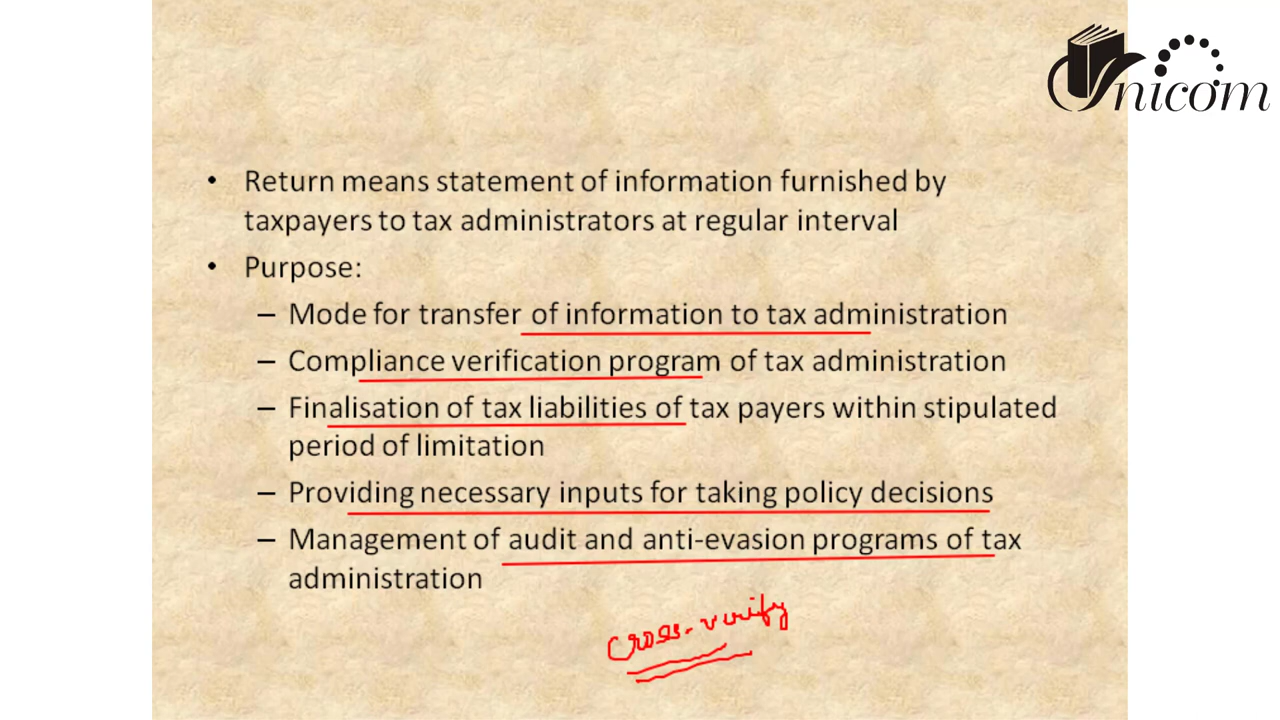 Unicom
• Return means statement of information furnished by
taxpayers to tax administrators at regular interval
• Purpose:
– Mode for transfer of information to tax administration
– Compliance verification program of tax administration
– Finalisation of tax liabilities of tax payers within stipulated
period of limitation
– Providing necessary inputs for taking policy decisions
– Management of audit and anti-evasion programs of tax
administration
cross-verify